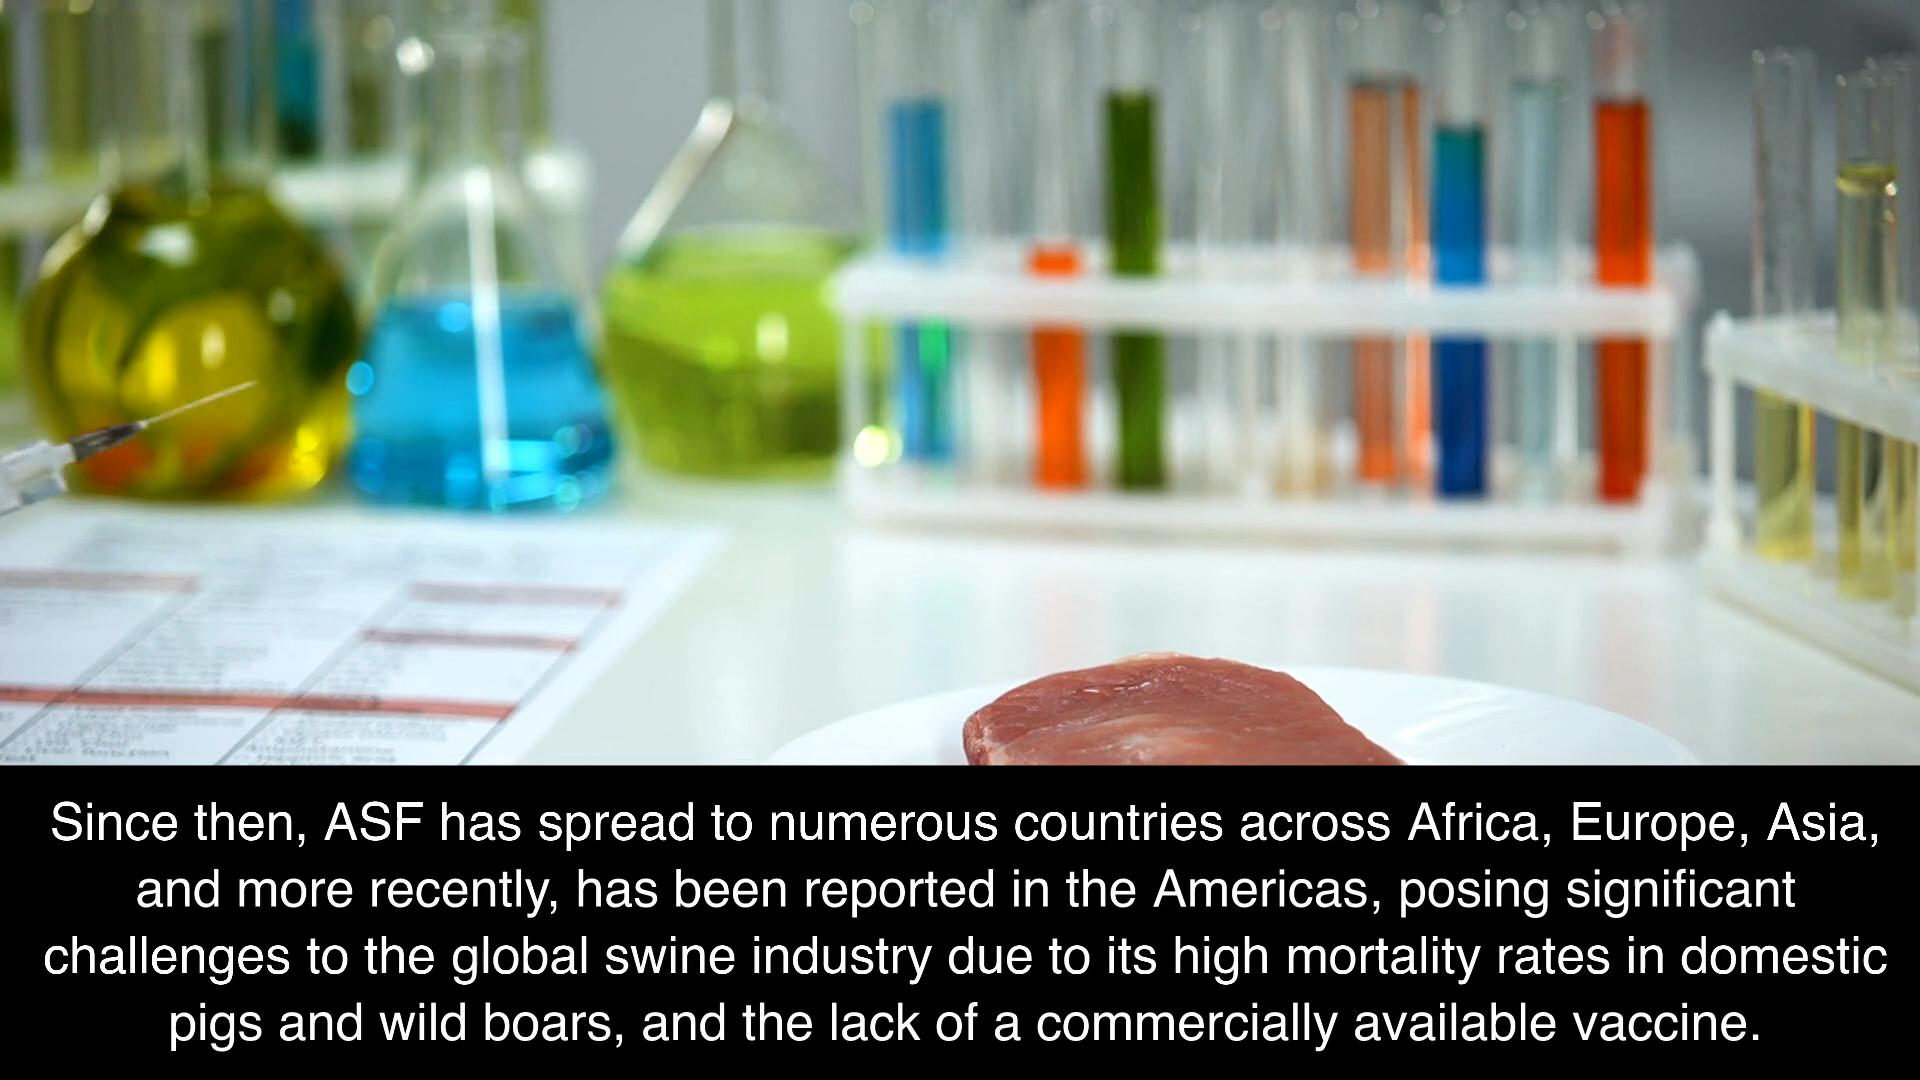 Since then, ASF has spread to numerous countries across Africa, Europe, Asia,
and more recently, has been reported in the Americas, posing significant
challenges to the global swine industry due to its high mortality rates in domestic
pigs and wild boars, and the lack of a commercially available vaccine.